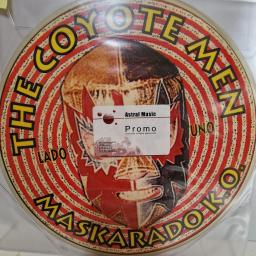 THE COYOTE MEN
Astral Music
Promo
LADO
UNO
MASKARADO K.O.